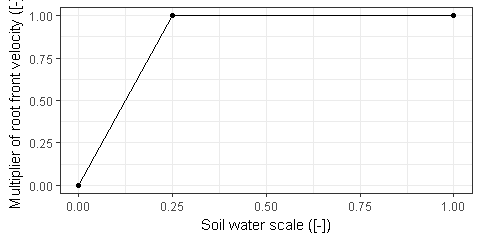 Multiplier of root front velocity ([-
1.00
0.75
0.50
0.25
0.00
0.00 0.25 0.50 0.75 1.00
Soil water scale ([-])